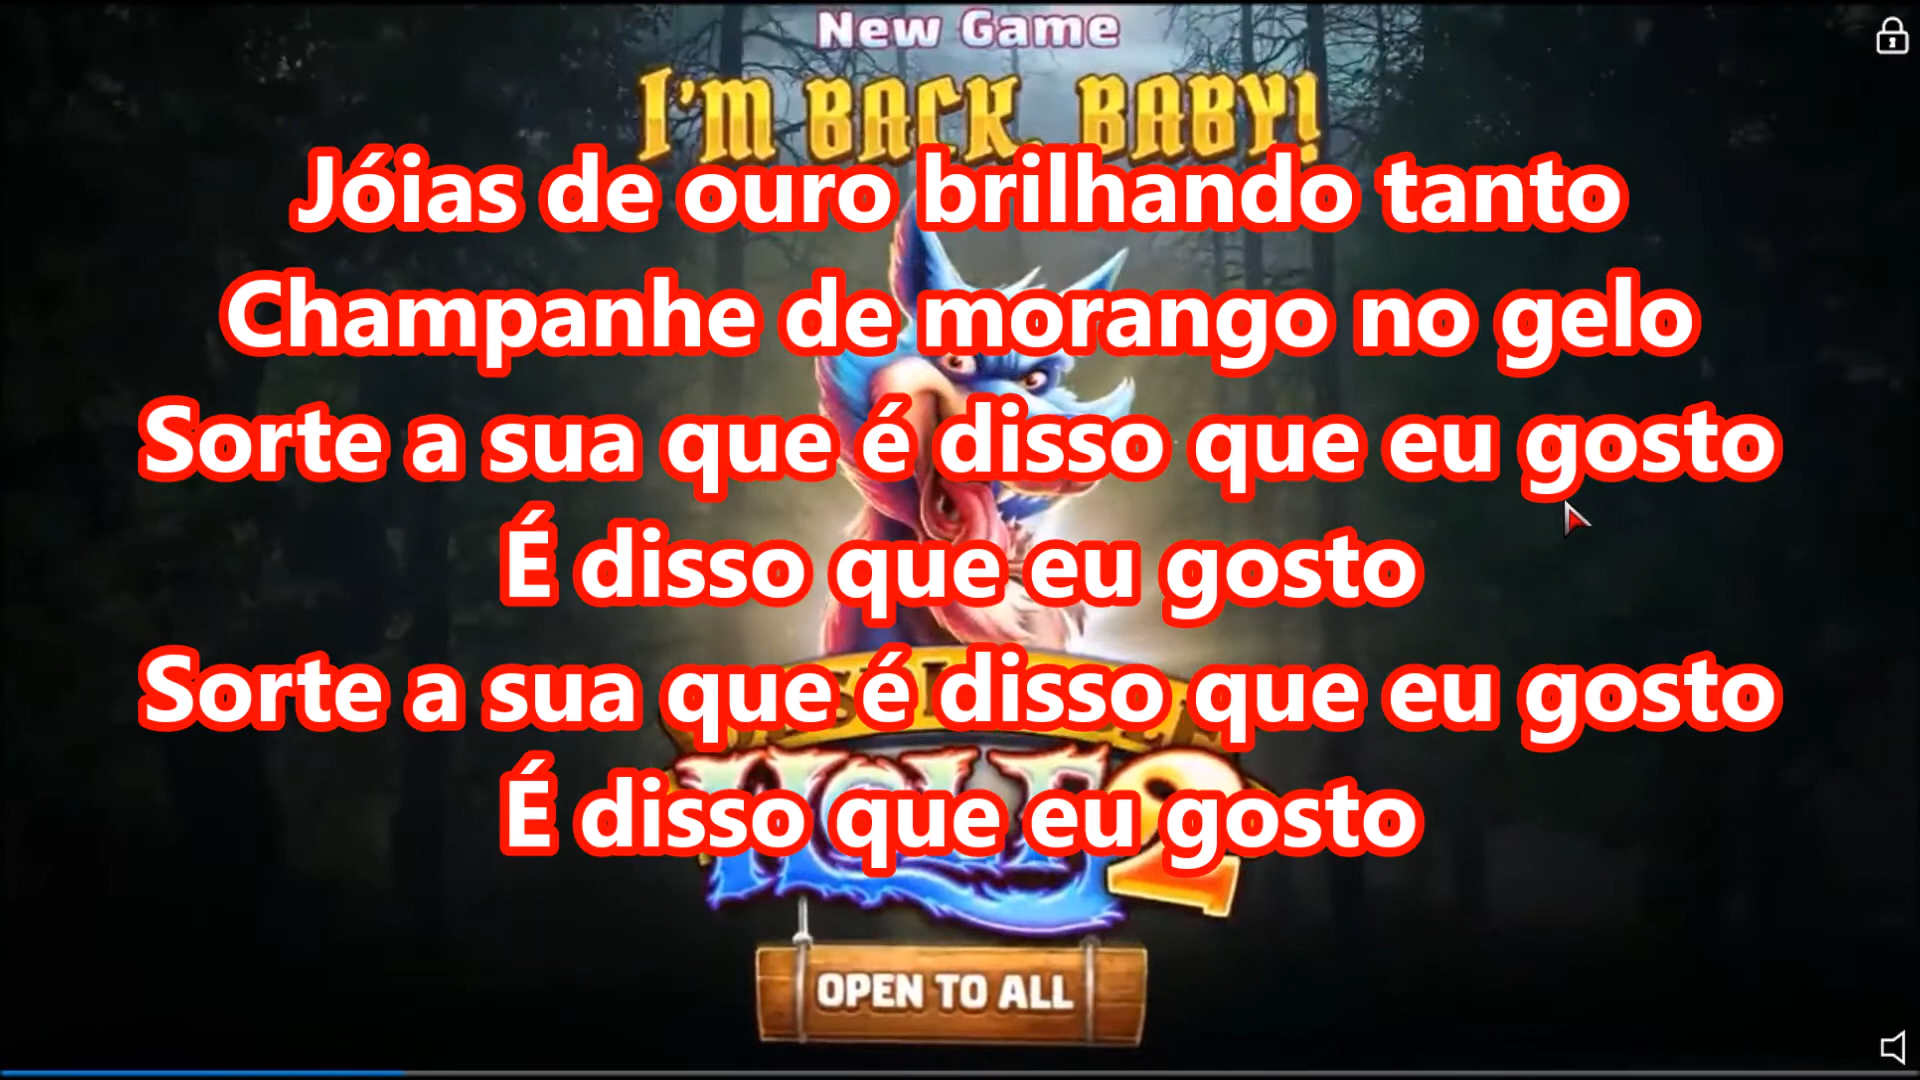 New Game
I'M BACK, BABY!
Jóias de ouro brilhando tanto
Champanhe de morango no gelo
Sorte a sua que é disso que eu gosto
É disso que eu gosto
Sorte a sua que é disso que eu gosto
É disso que eu gosto
2
OPEN TO ALL